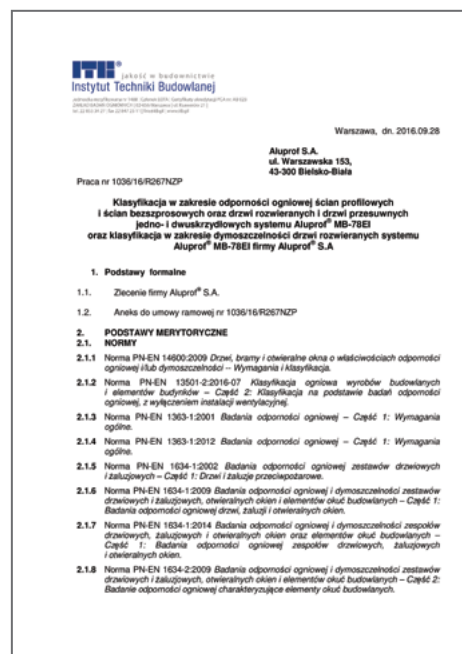 ITB jakość w budownictwie
Instytut Techniki Budowlanej
Warszawa, dn. 2016.09.28
Aluprof S.A.
ul. Warszawska 153,
43-300 Bielsko-Biała
Praca nr 1036/16/R267NZP
Klasyfikacja w zakresie odporności ogniowej ścian profilowych
i ścian bezszprosowych oraz drzwi rozwieranych i drzwi przesuwnych
jedno- i dwuskrzydłowych systemu Aluprof® MB-78EI
oraz klasyfikacja w zakresie dymoszczelności drzwi rozwieranych systemu
Aluprof® MB-78EI firmy Aluprof® S.A
1. Podstawy formalne
1.1. Zlecenie firmy Aluprof® S.A.
1.2. Aneks do umowy ramowej nr 1036/16/R267NZP
2. PODSTAWY MERYTORYCZNE
2.1. NORMY
2.1.1 Norma PN-EN 14600:2009 Drzwi, bramy i otwieralne okna o właściwościach odporności
ogniowej i/lub dymoszczelności – Wymagania i klasyfikacja.
2.1.2 Norma PN-EN 13501-2:2016-07 Klasyfikacja ogniowa wyrobów budowlanych
i elementów budynków – Część 2: Klasyfikacja na podstawie badań odporności
ogniowej, z wyłączeniem instalacji wentylacyjnej.
2.1.3 Norma PN-EN 1363-1:2001 Badania odporności ogniowej – Część 1: Wymagania
ogólne.
2.1.4 Norma PN-EN 1363-1:2012 Badania odporności ogniowej – Część 1: Wymagania
ogólne.
2.1.5 Norma PN-EN 1634-1:2002 Badania odporności ogniowej zestawów drzwiowych
i żaluzjowych – Część 1: Drzwi i żaluzje przeciwpożarowe.
2.1.6 Norma PN-EN 1634-1:2009 Badania odporności ogniowej i dymoszczelności zestawów
drzwiowych i żaluzjowych, otwieralnych okien i elementów okuć budowlanych – Część 1:
Badania odporności ogniowej drzwi, żaluzji i otwieralnych okien.
2.1.7 Norma PN-EN 1634-1:2014 Badania odporności ogniowej i dymoszczelności zespołów
drzwiowych, żaluzjowych i otwieralnych okien oraz elementów okuć budowlanych –
Część 1: Badania odporności ogniowej zespołów drzwiowych, żaluzjowych
i otwieralnych okien.
2.1.8 Norma PN-EN 1634-2:2009 Badania odporności ogniowej i dymoszczelności zestawów
drzwiowych i żaluzjowych, otwieralnych okien i elementów okuć budowlanych – Część 2:
Badanie odporności ogniowej charakteryzujące elementy okuć budowlanych.